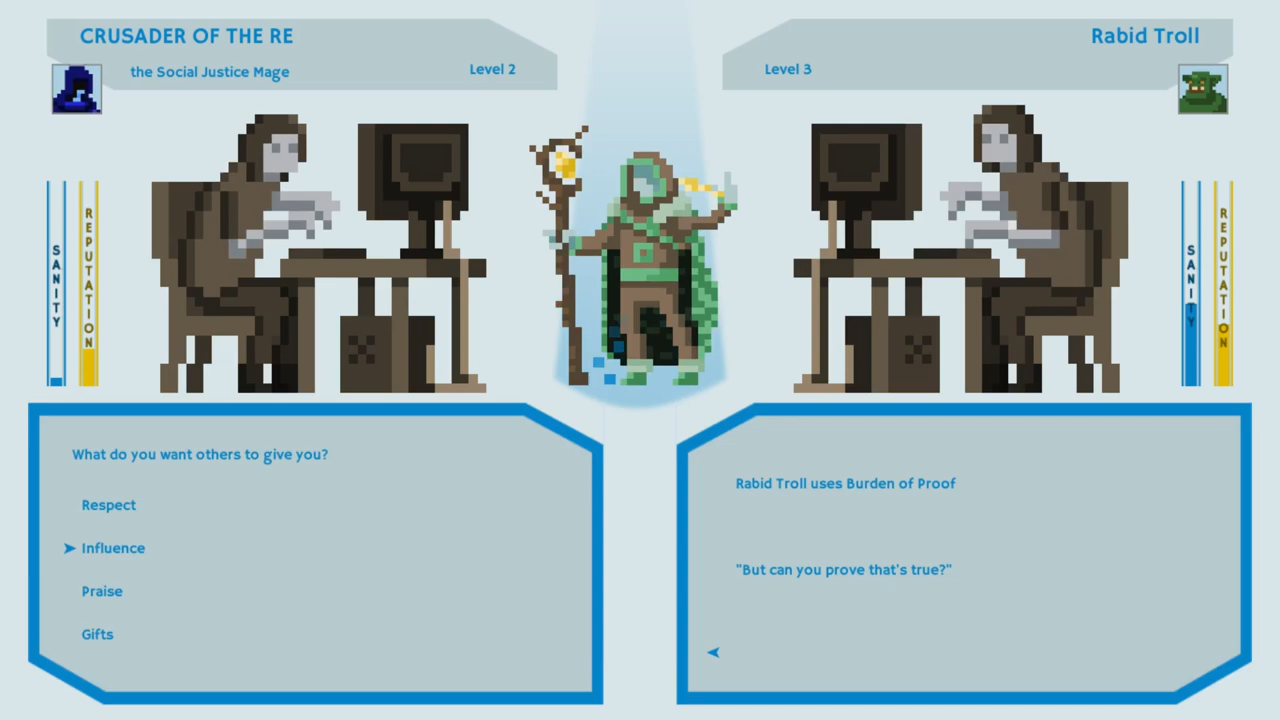 CRUSADER OF THE RE
the Social Justice Mage
Level 2
Rabid Troll
Level 3
SANITY
REPUTATION
SANITY
REPUTATION
What do you want others to give you?
Respect
Influence
Praise
Gifts
Rabid Troll uses Burden of Proof
"But can you prove that's true?"